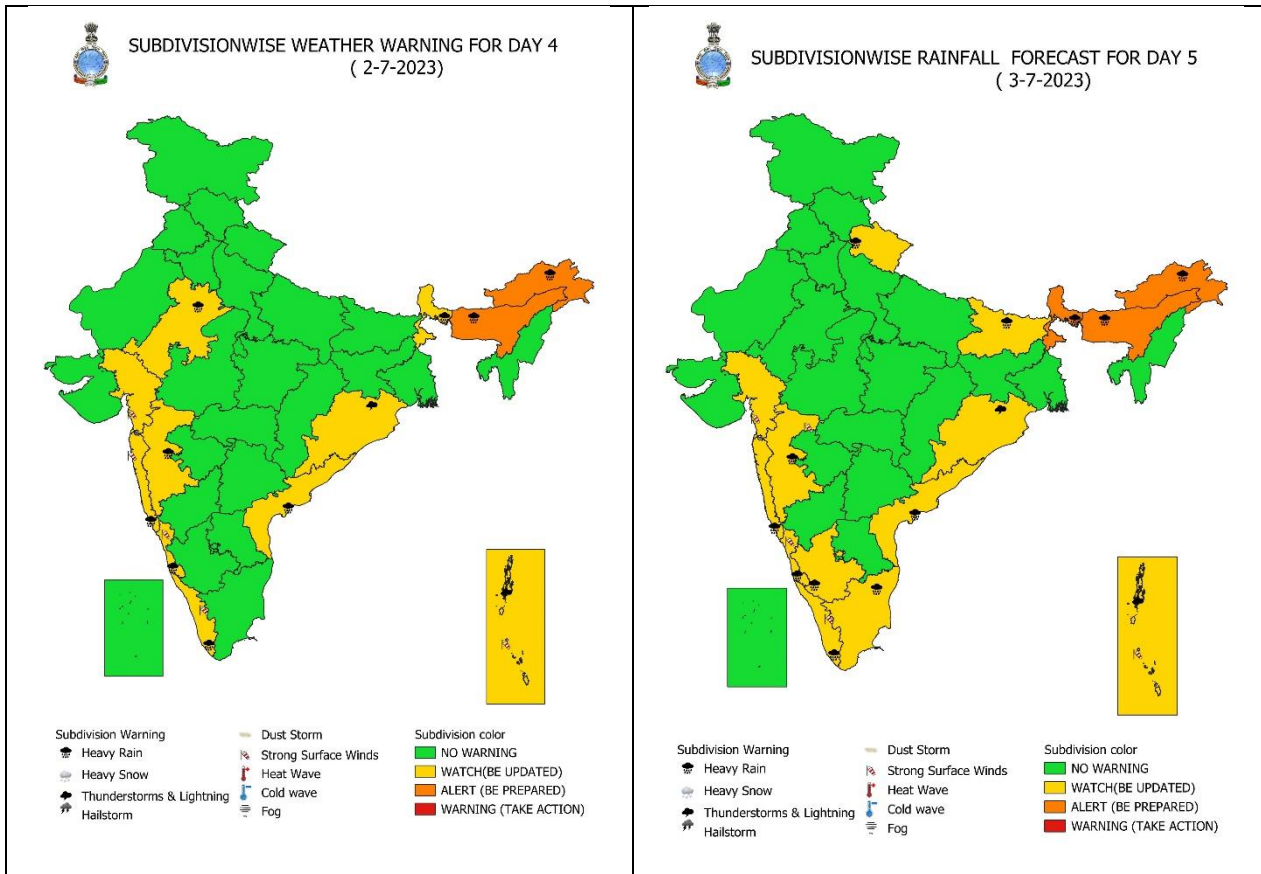 SUBDIVISIONWISE WEATHER WARNING FOR DAY 4
( 2-7-2023)
Subdivision Warning
Heavy Rain
Heavy Snow
Thunderstorms & Lightning
Hailstorm
Dust Storm
Strong Surface Winds
Heat Wave
Cold wave
Fog
Subdivision color
NO WARNING
WATCH(BE UPDATED)
ALERT (BE PREPARED)
WARNING (TAKE ACTION)
SUBDIVISIONWISE RAINFALL FORECAST FOR DAY 5
( 3-7-2023)
Subdivision Warning
Heavy Rain
Heavy Snow
Thunderstorms & Lightning
Hailstorm
Dust Storm
Strong Surface Winds
Heat Wave
Cold wave
Fog
Subdivision color
NO WARNING
WATCH(BE UPDATED)
ALERT (BE PREPARED)
WARNING (TAKE ACTION)